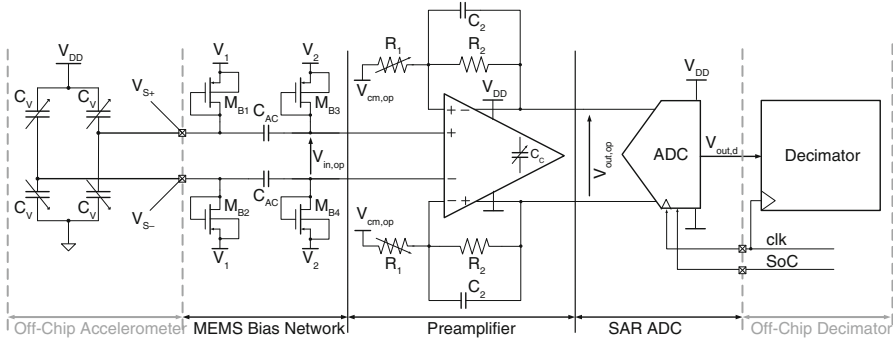 V_DD
C_V
C_V
C_V
C_V
V_S+
V_S−
V_1
V_2
M_B1
M_B3
C_AC
V_in,op
C_AC
M_B2
M_B4
V_1
V_2
C_2
R_1
R_2
V_cm,op
+ −
V_DD
+
C_C
−
− +
V_cm,op
R_1
R_2
C_2
V_out,op
V_DD
ADC
V_out,d
Decimator
clk
SoC
Off-Chip Accelerometer
MEMS Bias Network
Preamplifier
SAR ADC
Off-Chip Decimator